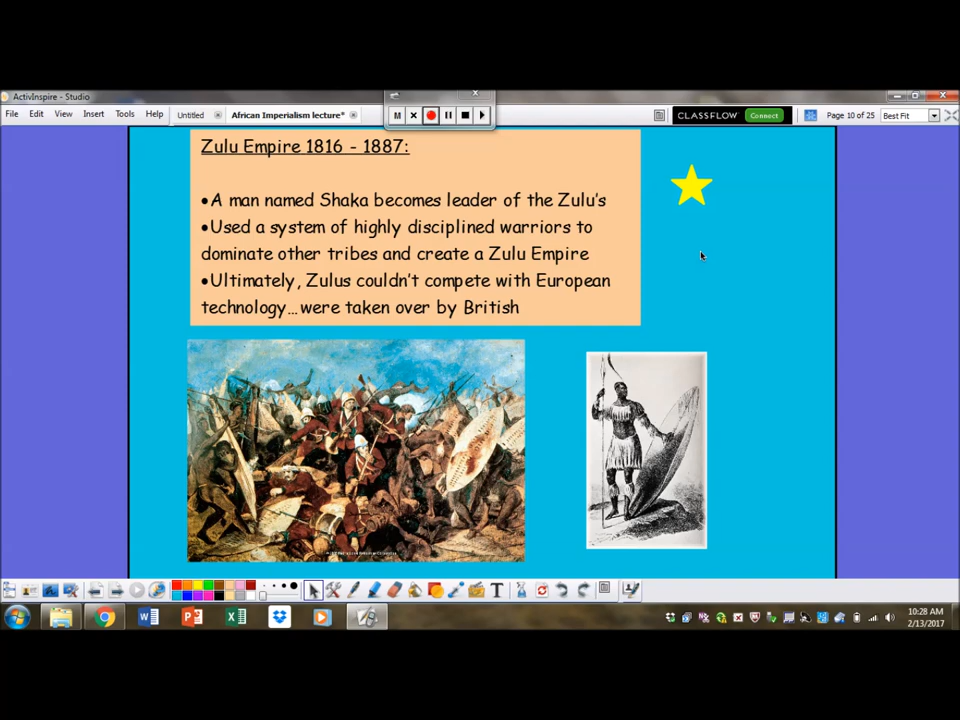 ActivInspire - Studio
File Edit View Insert Tools Help
Untitled
African Imperialism lecture*
M
CLASSFLOW Connect
Page 10 of 25
Best Fit
Zulu Empire 1816 - 1887:
•A man named Shaka becomes leader of the Zulu's
•Used a system of highly disciplined warriors to
dominate other tribes and create a Zulu Empire
•Ultimately, Zulus couldn't compete with European
technology...were taken over by British
10:28 AM
2/13/2017